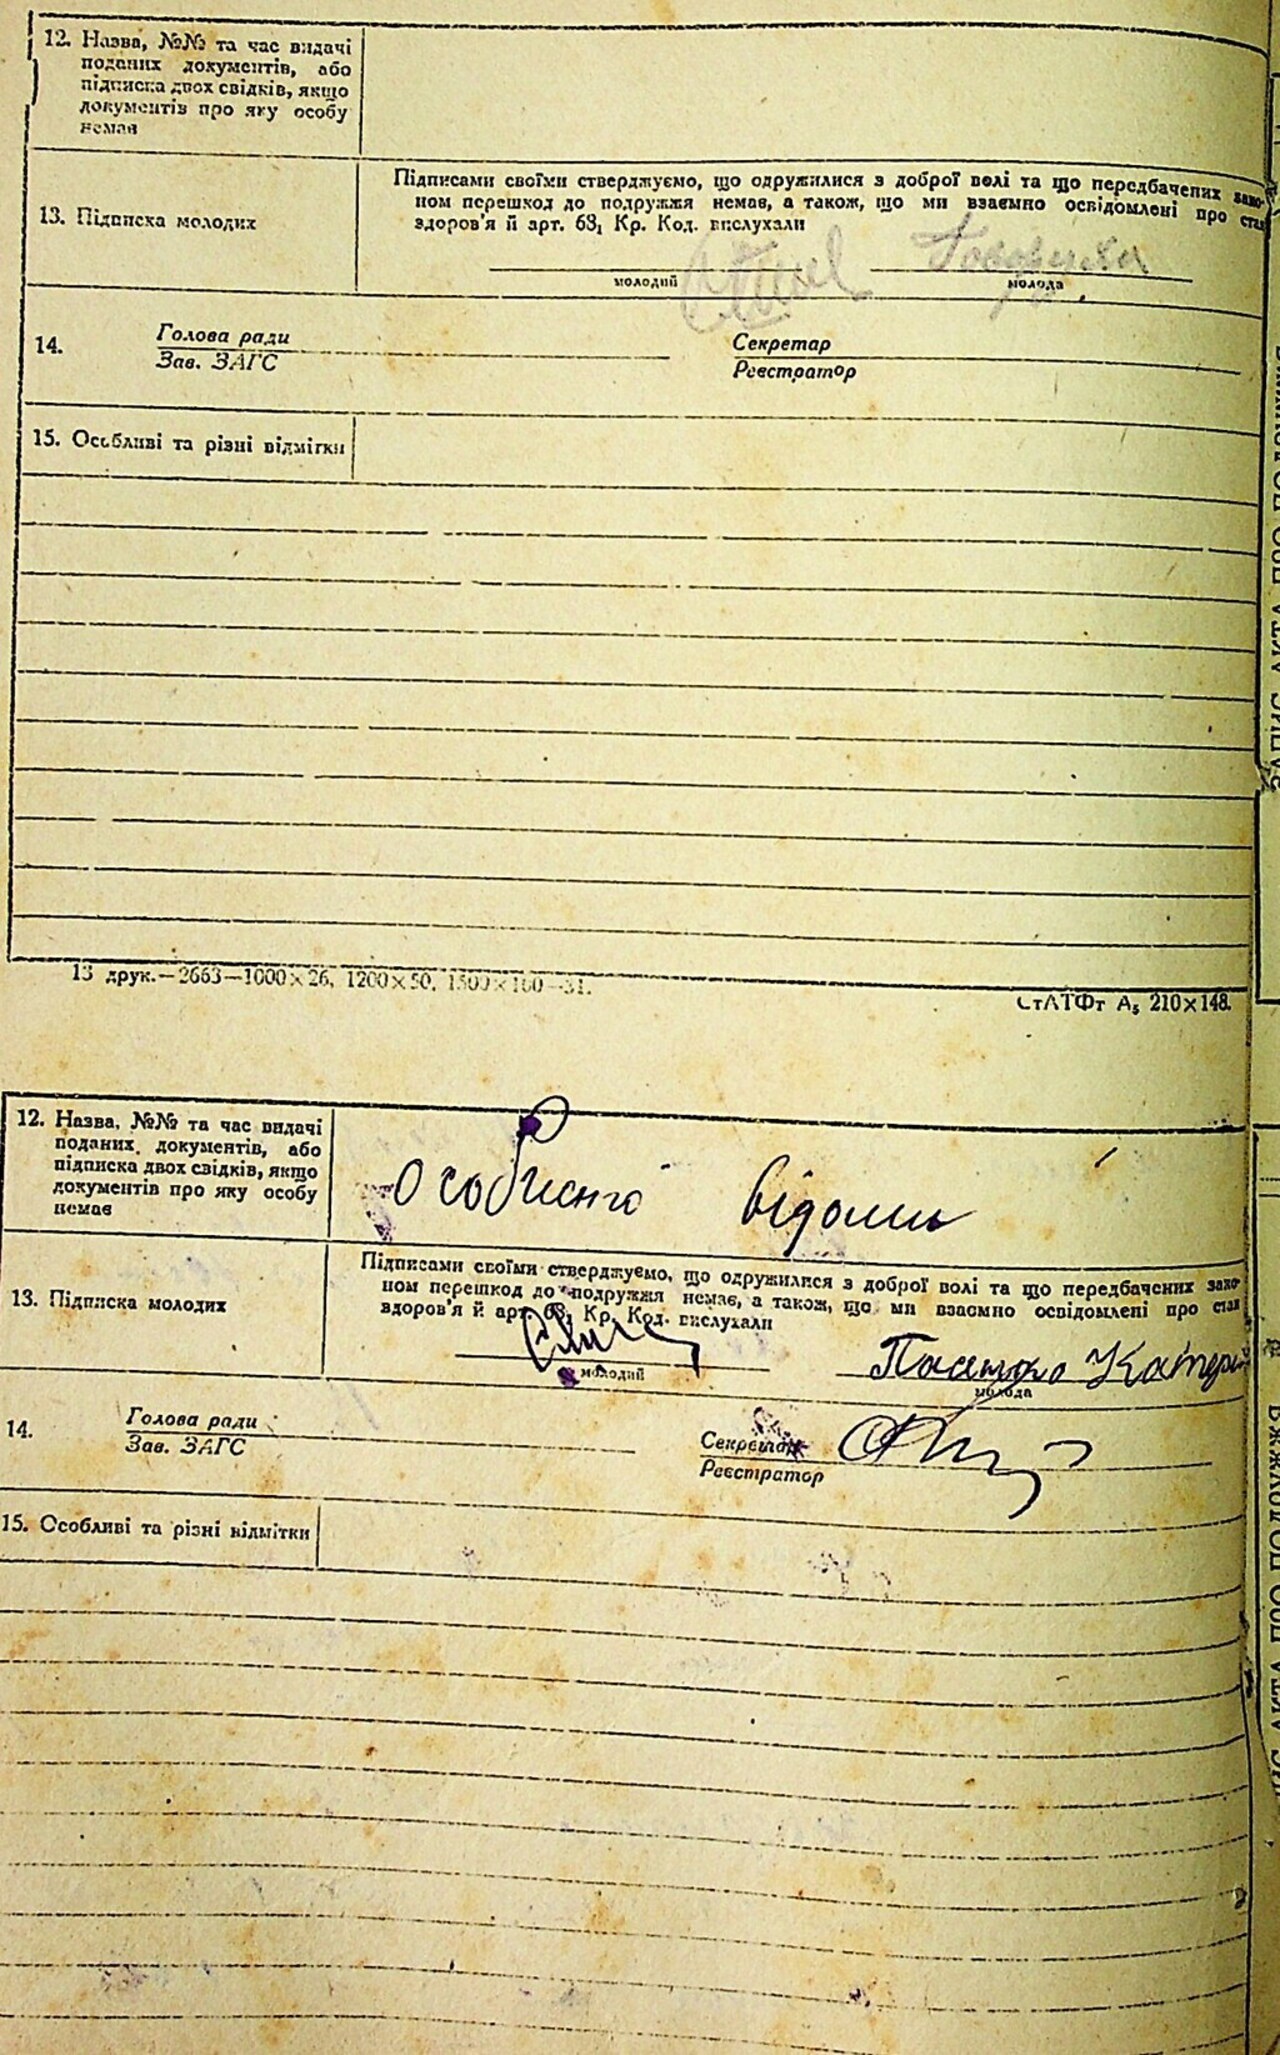 12. Назва, №№ та час видачі
поданих документів, або
підписка двох свідків, якщо
документів про яку особу
немає
13. Підписка молодих
Підписами своїми стверджуємо, що одружилися з доброї волі та що передбачених зако-
ном перешкод до подружжя немає, а також, що ми взаємно освідомлені про стан
здоров'я й арт. 68, Кр. Код. вислухали
молодий
молода
14.
Голова ради
Зав. ЗАГС
Секретар
Реєстратор
15. Особливі та різні відмітки
13 друк.—2663—1000×26, 1200×50, 1500×100—31.
СтАТФт А₅ 210×148.
12. Назва, №№ та час видачі
поданих документів, або
підписка двох свідків, якщо
документів про яку особу
немає
Особисто відомі
13. Підписка молодих
Підписами своїми стверджуємо, що одружилися з доброї волі та що передбачених зако-
ном перешкод до подружжя немає, а також, що ми взаємно освідомлені про стан
здоров'я й арт. 68, Кр. Код. вислухали
молодий
Катери
молода
14.
Голова ради
Зав. ЗАГС
Секретар
Реєстратор
15. Особливі та різні відмітки